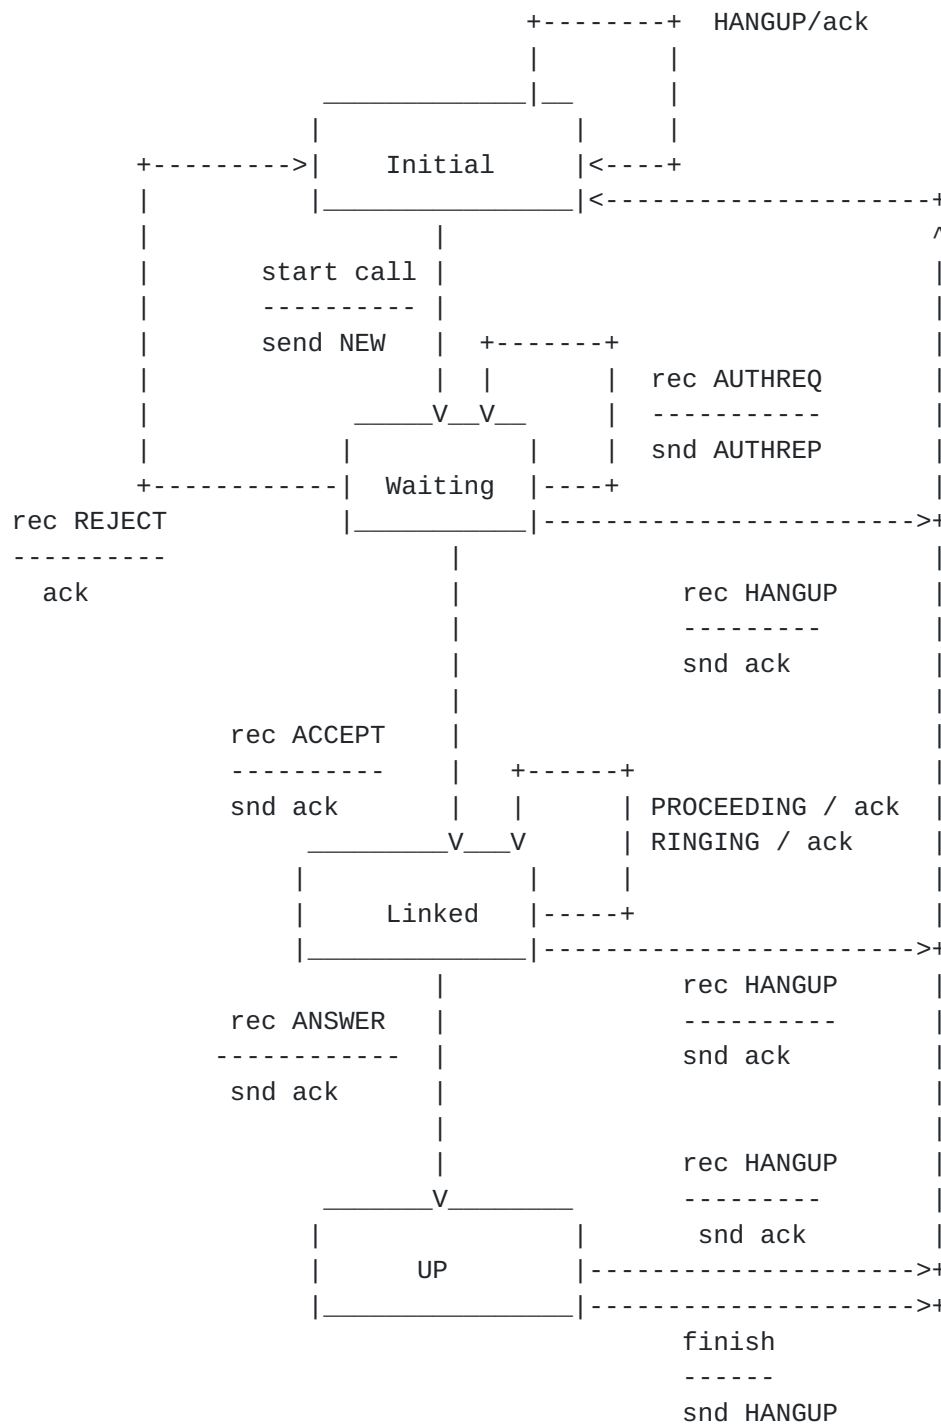 HANGUP/ack
Initial
start call
send NEW
rec AUTHREQ
snd AUTHREP
Waiting
rec REJECT
ack
rec HANGUP
snd ack
rec ACCEPT
snd ack
PROCEEDING / ack
RINGING / ack
Linked
rec HANGUP
rec ANSWER
snd ack
snd ack
rec HANGUP
snd ack
UP
finish
snd HANGUP